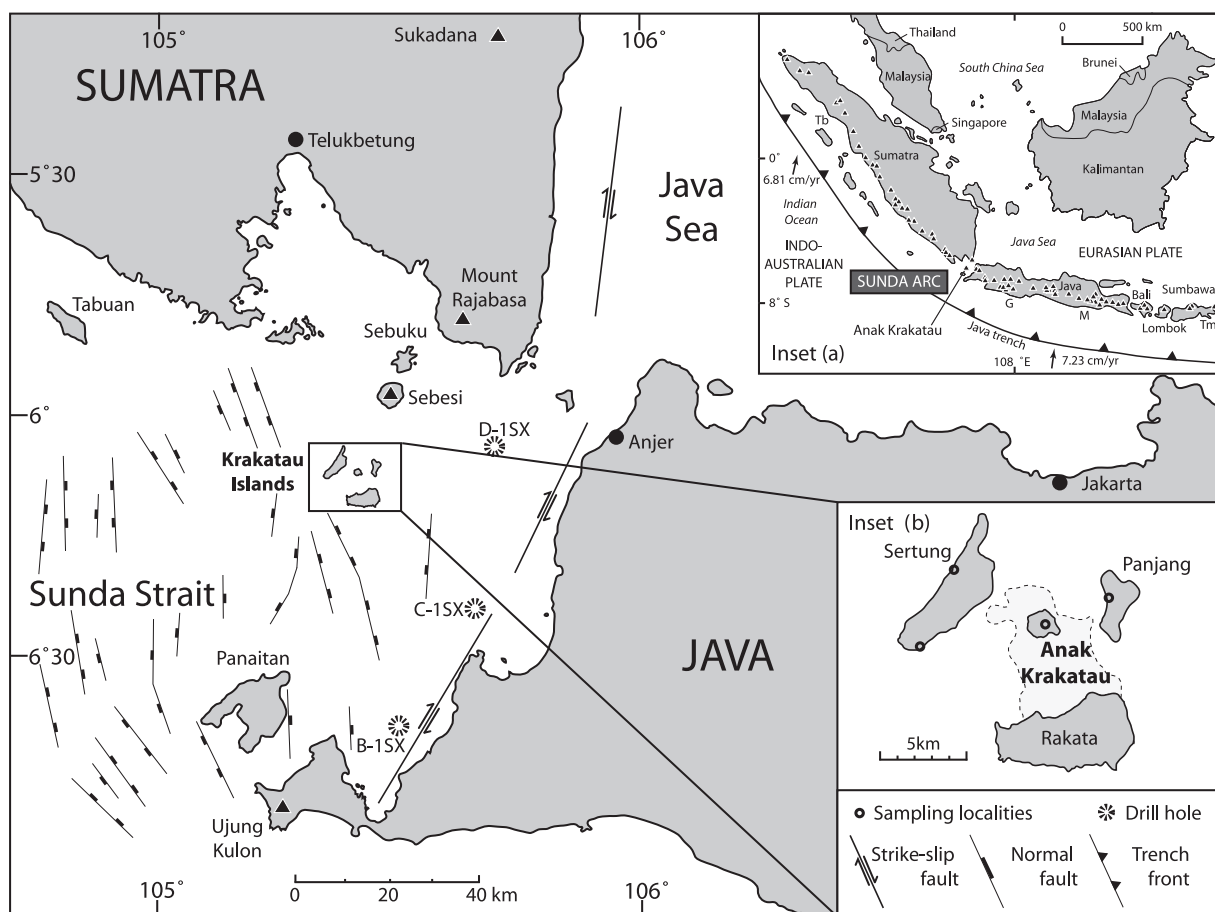 105
106
Sukadana
SUMATRA
Telukbetung
5˚30
Java
Sea
Mount
Rajabasa
Tabuan
Sebuku
Sebesi
6˚
D-1SX
Anjer
Krakatau
Islands
Jakarta
Sunda Strait
C-1SX
6˚30
Panaitan
JAVA
B-1SX
Ujung
Kulon
105
0 20 40 km
106
0 500 km
Thailand
Malaysia
South China Sea
Brunei
Malaysia
Singapore
Tb
Sumatra
0˚
Kalimantan
6.81 cm/yr
Indian
Ocean
Java Sea
EURASIAN PLATE
INDO-
AUSTRALIAN
PLATE
SUNDA ARC
Java
Bali
Sumbawa
8˚ S
G
M
Lombok
Tm
Anak Krakatau
Java trench
108 ˚E
7.23 cm/yr
Inset (a)
Inset (b)
Sertung
Panjang
Anak
Krakatau
5km
Rakata
Sampling localities
Drill hole
Strike-slip
fault
Normal
fault
Trench
front